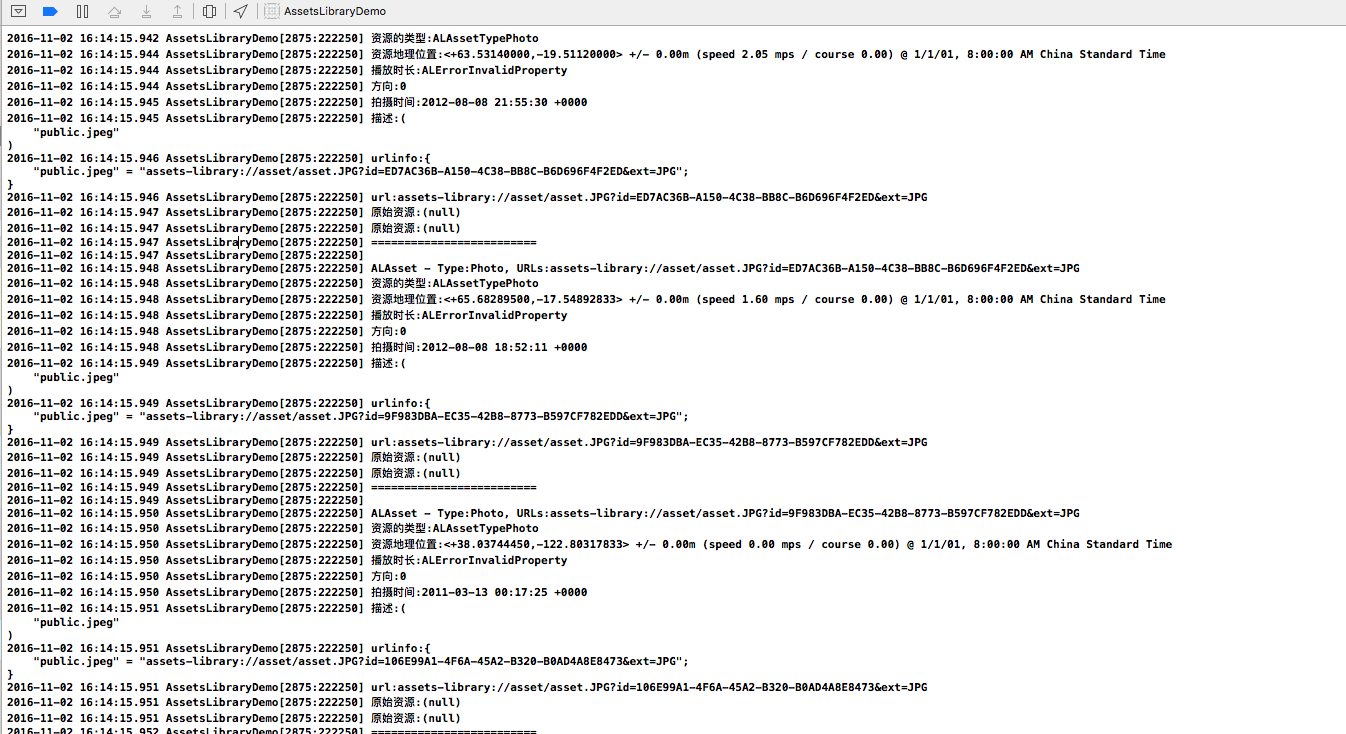 AssetsLibraryDemo
2016-11-02 16:14:15.942 AssetsLibraryDemo[2875:222250] 资源的类型:ALAssetTypePhoto
2016-11-02 16:14:15.944 AssetsLibraryDemo[2875:222250] 资源地理位置:<+63.53140000,-19.51120000> +/- 0.00m (speed 2.05 mps / course 0.00) @ 1/1/01, 8:00:00 AM China Standard Time
2016-11-02 16:14:15.944 AssetsLibraryDemo[2875:222250] 播放时长:ALErrorInvalidProperty
2016-11-02 16:14:15.944 AssetsLibraryDemo[2875:222250] 方向:0
2016-11-02 16:14:15.945 AssetsLibraryDemo[2875:222250] 拍摄时间:2012-08-08 21:55:30 +0000
2016-11-02 16:14:15.945 AssetsLibraryDemo[2875:222250] 描述:(
    "public.jpeg"
)
2016-11-02 16:14:15.946 AssetsLibraryDemo[2875:222250] urlinfo:{
    "public.jpeg" = "assets-library://asset/asset.JPG?id=ED7AC36B-A150-4C38-BB8C-B6D696F4F2ED&ext=JPG";
}
2016-11-02 16:14:15.946 AssetsLibraryDemo[2875:222250] url:assets-library://asset/asset.JPG?id=ED7AC36B-A150-4C38-BB8C-B6D696F4F2ED&ext=JPG
2016-11-02 16:14:15.947 AssetsLibraryDemo[2875:222250] 原始资源:(null)
2016-11-02 16:14:15.947 AssetsLibraryDemo[2875:222250] 原始资源:(null)
2016-11-02 16:14:15.947 AssetsLibraryDemo[2875:222250] =========================
2016-11-02 16:14:15.947 AssetsLibraryDemo[2875:222250]
2016-11-02 16:14:15.948 AssetsLibraryDemo[2875:222250] ALAsset - Type:Photo, URLs:assets-library://asset/asset.JPG?id=ED7AC36B-A150-4C38-BB8C-B6D696F4F2ED&ext=JPG
2016-11-02 16:14:15.948 AssetsLibraryDemo[2875:222250] 资源的类型:ALAssetTypePhoto
2016-11-02 16:14:15.948 AssetsLibraryDemo[2875:222250] 资源地理位置:<+65.68289500,-17.54892833> +/- 0.00m (speed 1.60 mps / course 0.00) @ 1/1/01, 8:00:00 AM China Standard Time
2016-11-02 16:14:15.948 AssetsLibraryDemo[2875:222250] 播放时长:ALErrorInvalidProperty
2016-11-02 16:14:15.948 AssetsLibraryDemo[2875:222250] 方向:0
2016-11-02 16:14:15.948 AssetsLibraryDemo[2875:222250] 拍摄时间:2012-08-08 18:52:11 +0000
2016-11-02 16:14:15.949 AssetsLibraryDemo[2875:222250] 描述:(
    "public.jpeg"
)
2016-11-02 16:14:15.949 AssetsLibraryDemo[2875:222250] urlinfo:{
    "public.jpeg" = "assets-library://asset/asset.JPG?id=9F983DBA-EC35-42B8-8773-B597CF782EDD&ext=JPG";
}
2016-11-02 16:14:15.949 AssetsLibraryDemo[2875:222250] url:assets-library://asset/asset.JPG?id=9F983DBA-EC35-42B8-8773-B597CF782EDD&ext=JPG
2016-11-02 16:14:15.949 AssetsLibraryDemo[2875:222250] 原始资源:(null)
2016-11-02 16:14:15.949 AssetsLibraryDemo[2875:222250] 原始资源:(null)
2016-11-02 16:14:15.949 AssetsLibraryDemo[2875:222250] =========================
2016-11-02 16:14:15.949 AssetsLibraryDemo[2875:222250]
2016-11-02 16:14:15.950 AssetsLibraryDemo[2875:222250] ALAsset - Type:Photo, URLs:assets-library://asset/asset.JPG?id=9F983DBA-EC35-42B8-8773-B597CF782EDD&ext=JPG
2016-11-02 16:14:15.950 AssetsLibraryDemo[2875:222250] 资源的类型:ALAssetTypePhoto
2016-11-02 16:14:15.950 AssetsLibraryDemo[2875:222250] 资源地理位置:<+38.03744450,-122.80317833> +/- 0.00m (speed 0.00 mps / course 0.00) @ 1/1/01, 8:00:00 AM China Standard Time
2016-11-02 16:14:15.950 AssetsLibraryDemo[2875:222250] 播放时长:ALErrorInvalidProperty
2016-11-02 16:14:15.950 AssetsLibraryDemo[2875:222250] 方向:0
2016-11-02 16:14:15.950 AssetsLibraryDemo[2875:222250] 拍摄时间:2011-03-13 00:17:25 +0000
2016-11-02 16:14:15.951 AssetsLibraryDemo[2875:222250] 描述:(
    "public.jpeg"
)
2016-11-02 16:14:15.951 AssetsLibraryDemo[2875:222250] urlinfo:{
    "public.jpeg" = "assets-library://asset/asset.JPG?id=106E99A1-4F6A-45A2-B320-B0AD4A8E8473&ext=JPG";
}
2016-11-02 16:14:15.951 AssetsLibraryDemo[2875:222250] url:assets-library://asset/asset.JPG?id=106E99A1-4F6A-45A2-B320-B0AD4A8E8473&ext=JPG
2016-11-02 16:14:15.951 AssetsLibraryDemo[2875:222250] 原始资源:(null)
2016-11-02 16:14:15.951 AssetsLibraryDemo[2875:222250] 原始资源:(null)
2016-11-02 16:14:15.952 AssetsLibraryDemo[2875:222250] =========================